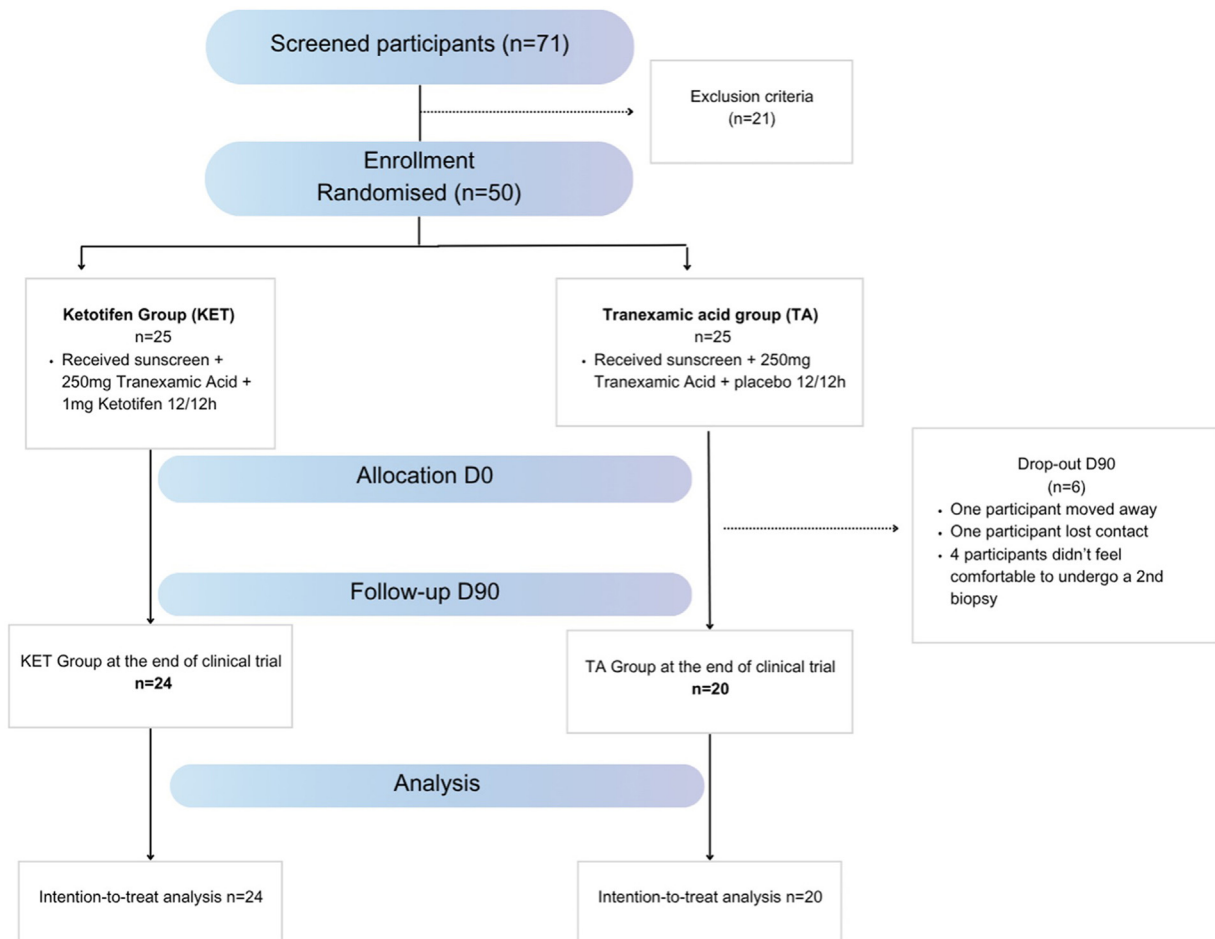 Screened participants (n=71)
Exclusion criteria
(n=21)
Enrollment
Randomised (n=50)
Ketotifen Group (KET)
n=25
• Received sunscreen +
250mg Tranexamic Acid +
1mg Ketotifen 12/12h
Tranexamic acid group (TA)
n=25
• Received sunscreen + 250mg
Tranexamic Acid + placebo 12/12h
Allocation D0
Drop-out D90
(n=6)
• One participant moved away
• One participant lost contact
• 4 participants didn't feel
comfortable to undergo a 2nd
biopsy
Follow-up D90
KET Group at the end of clinical trial
n=24
TA Group at the end of clinical trial
n=20
Analysis
Intention-to-treat analysis n=24
Intention-to-treat analysis n=20